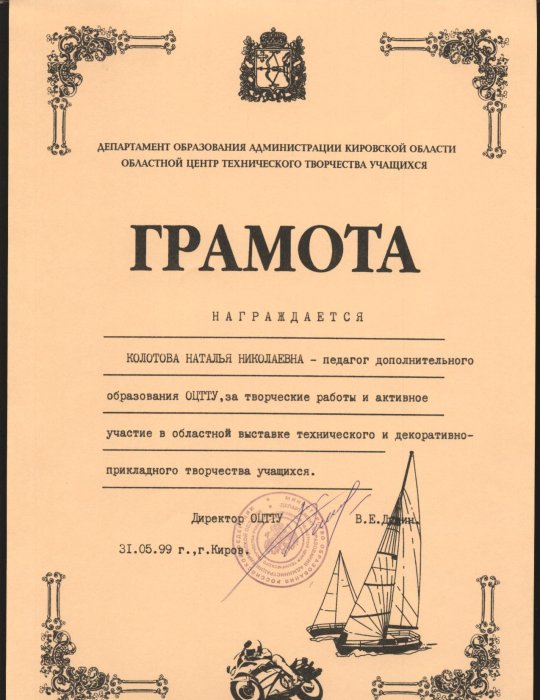 ДЕПАРТАМЕНТ ОБРАЗОВАНИЯ АДМИНИСТРАЦИИ КИРОВСКОЙ ОБЛАСТИ
ОБЛАСТНОЙ ЦЕНТР ТЕХНИЧЕСКОГО ТВОРЧЕСТВА УЧАЩИХСЯ
ГРАМОТА
НАГРАЖДАЕТСЯ
КОЛОТОВА НАТАЛЬЯ НИКОЛАЕВНА - педагог дополнительного
образования ОЦТТУ,за творческие работы и активное
участие в областной выставке технического и декоративно-
прикладного творчества учащихся.
Директор ОЦТТУ В.Е.
31.05.99 г.,г.Киров.